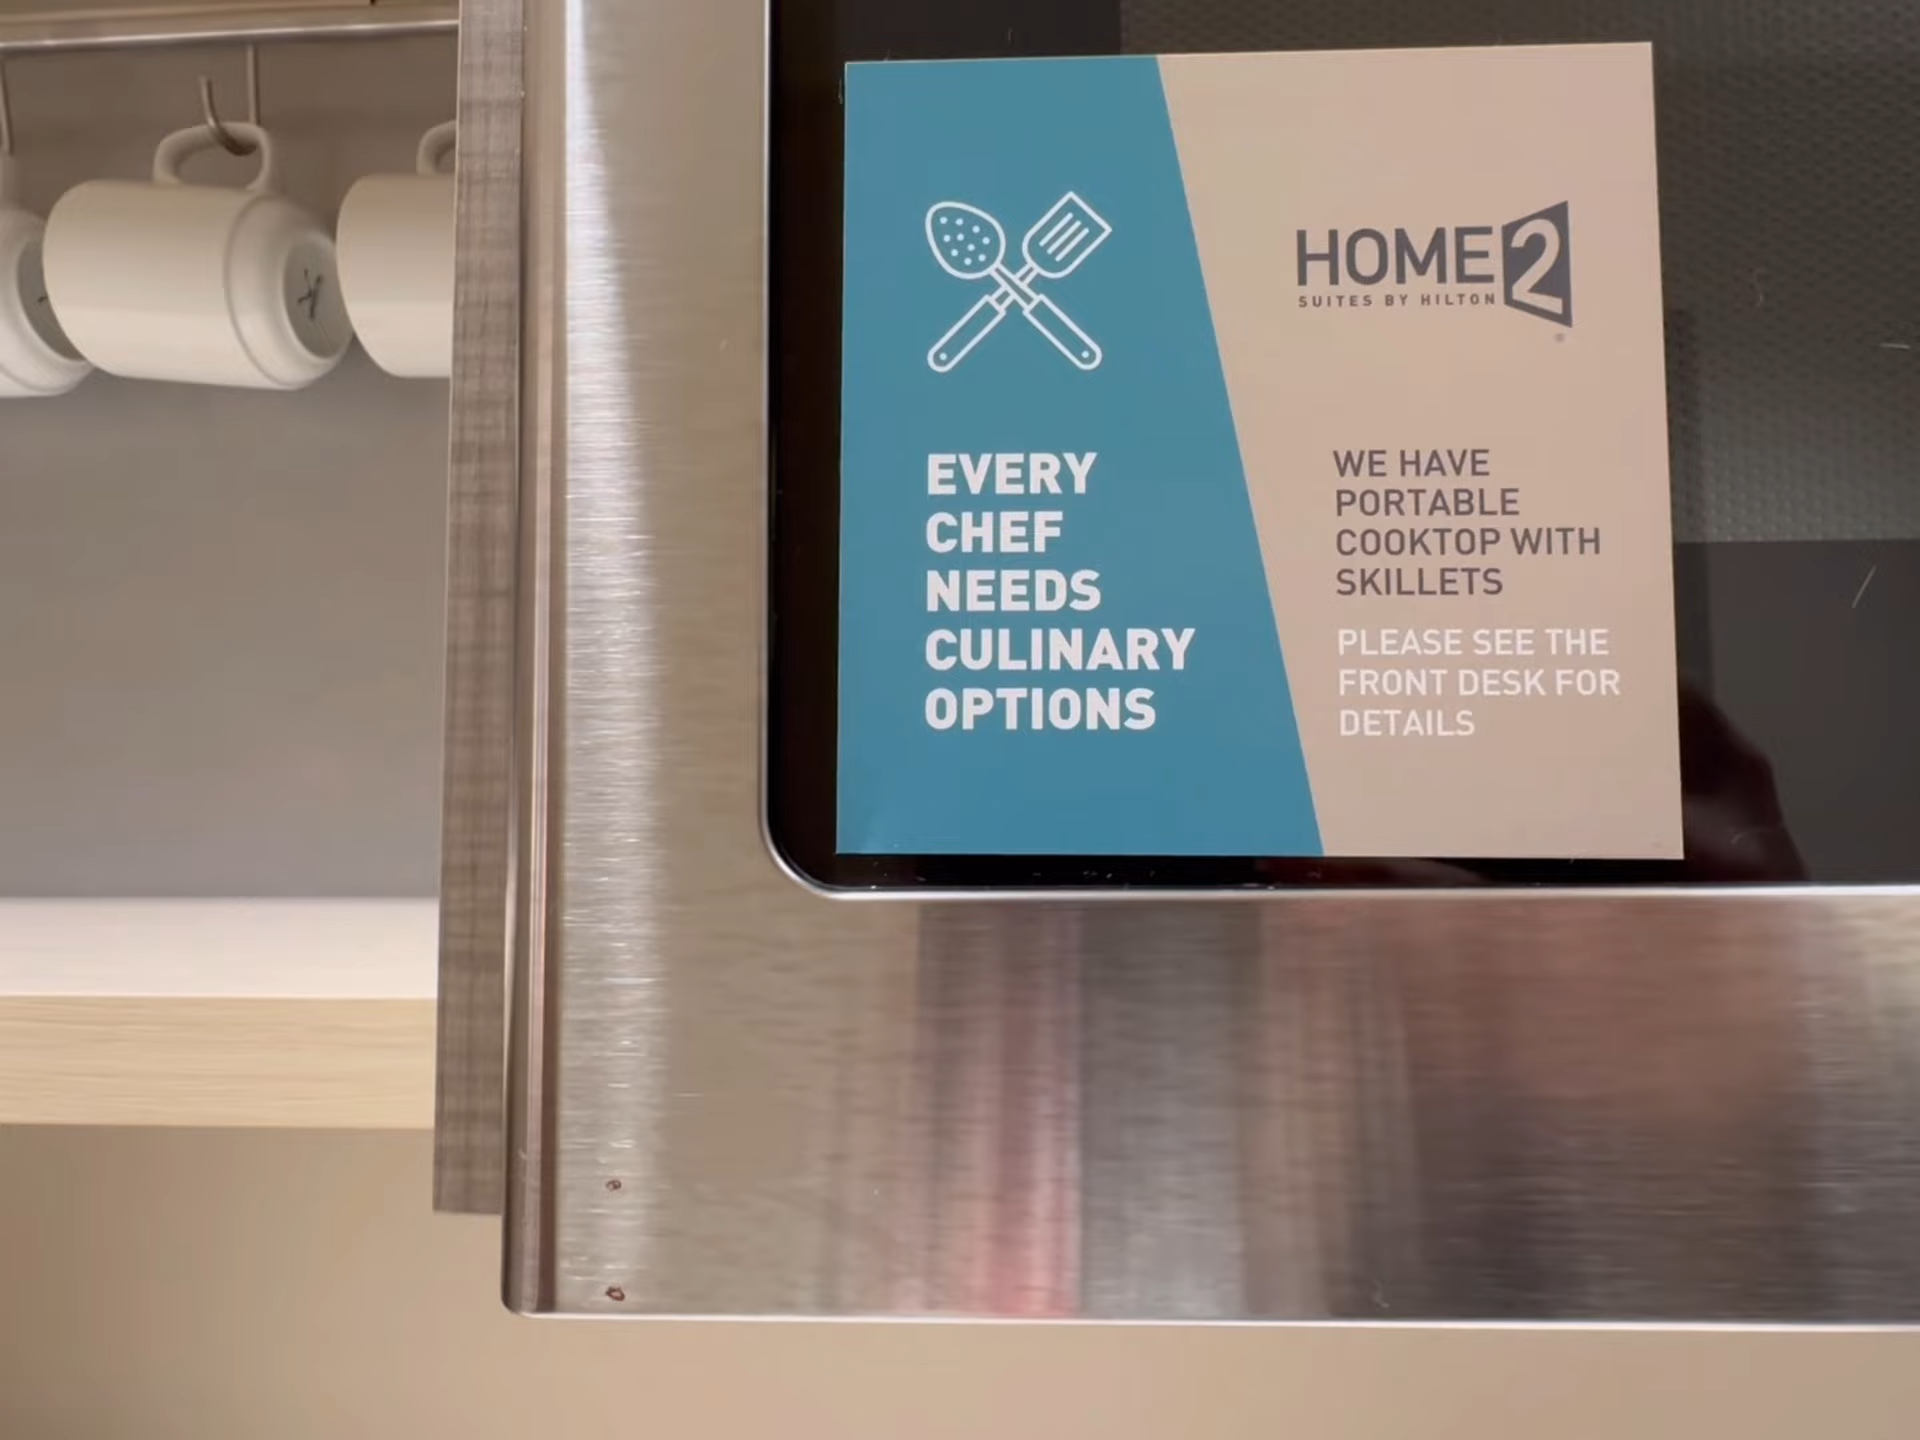 EVERY
CHEF
NEEDS
CULINARY
OPTIONS
HOME2
SUITES BY HILTON
WE HAVE
PORTABLE
COOKTOP WITH
SKILLETS
PLEASE SEE THE
FRONT DESK FOR
DETAILS